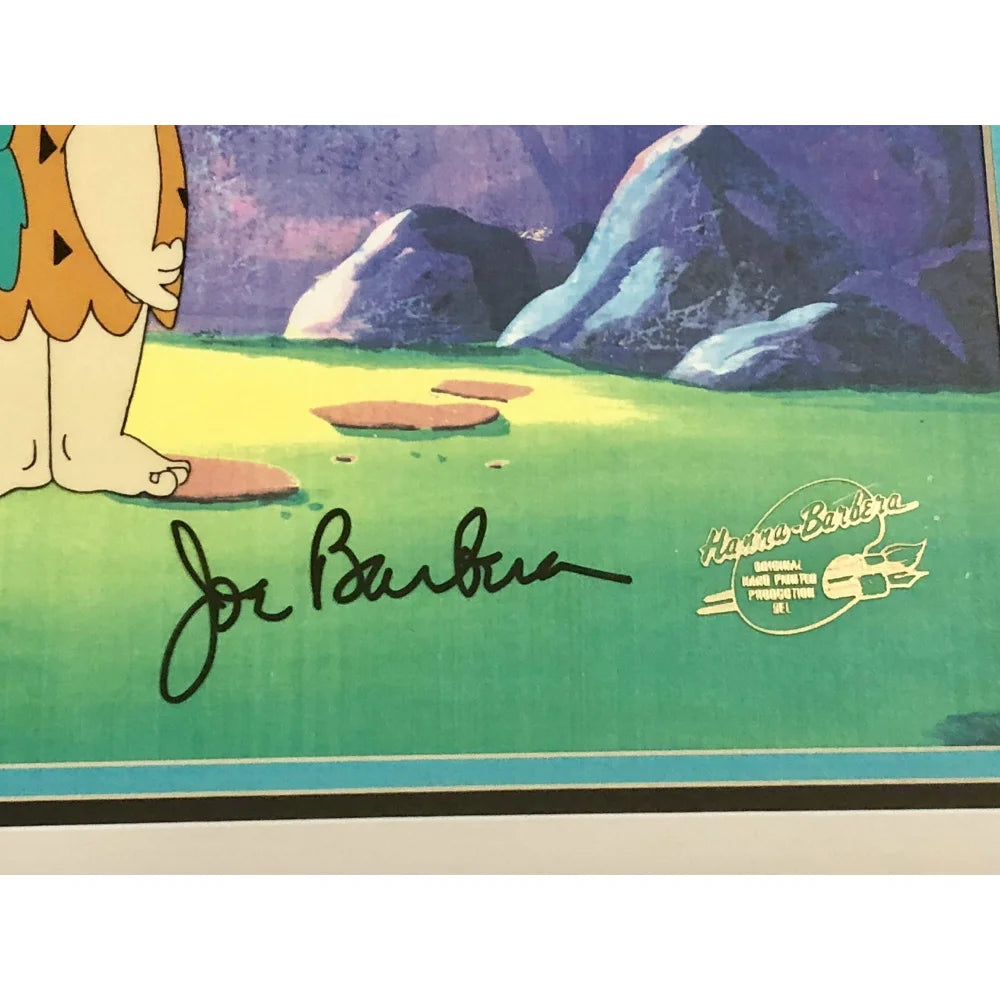 Joe Barbera
Hanna-Barbera
ORIGINAL
HAND PAINTED
PRODUCTION
CEL